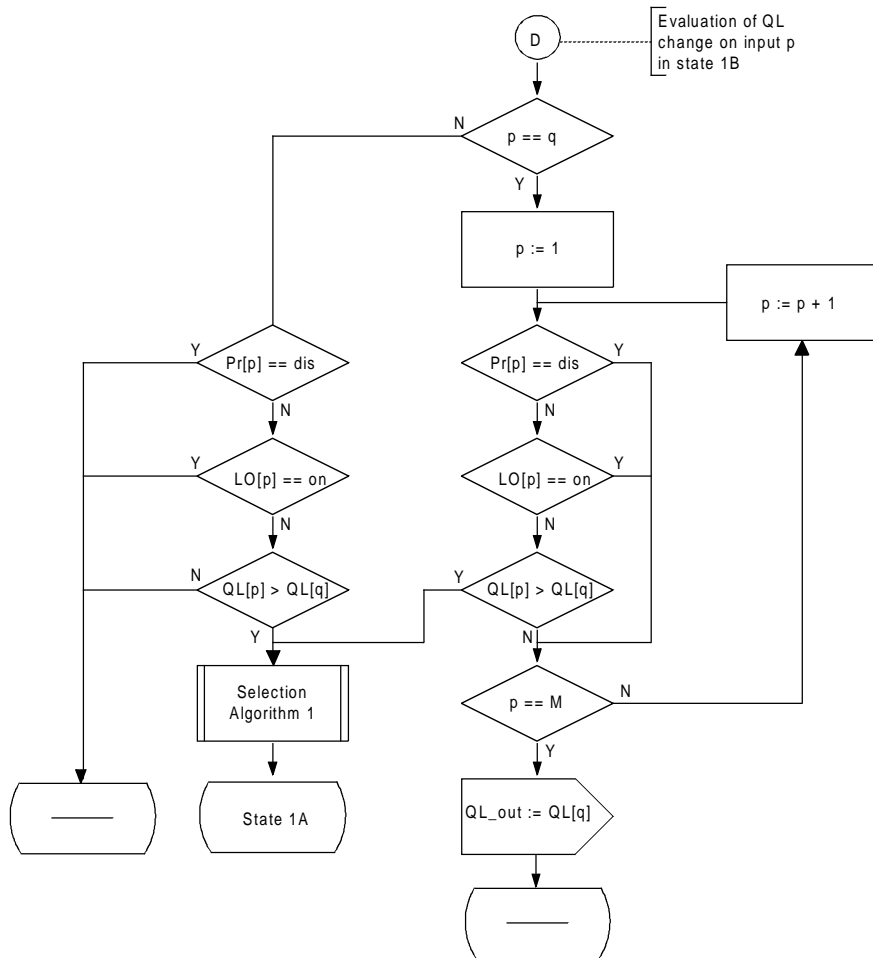 D
Evaluation of QL
change on input p
in state 1B
N
p == q
Y
p := 1
p := p + 1
Y
Pr[p] == dis
N
Pr[p] == dis
Y
N
Y
LO[p] == on
N
LO[p] == on
Y
N
N
QL[p] > QL[q]
Y
Y
QL[p] > QL[q]
N
Selection
Algorithm 1
p == M
N
Y
State 1A
QL_out := QL[q]